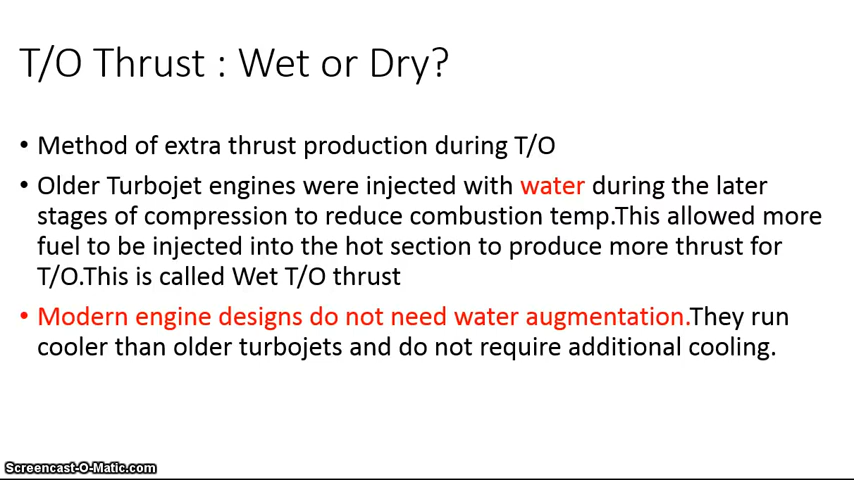 T/O Thrust : Wet or Dry?
• Method of extra thrust production during T/O
• Older Turbojet engines were injected with water during the later
stages of compression to reduce combustion temp.This allowed more
fuel to be injected into the hot section to produce more thrust for
T/O.This is called Wet T/O thrust
• Modern engine designs do not need water augmentation.They run
cooler than older turbojets and do not require additional cooling.
Screencast-O-Matic.com